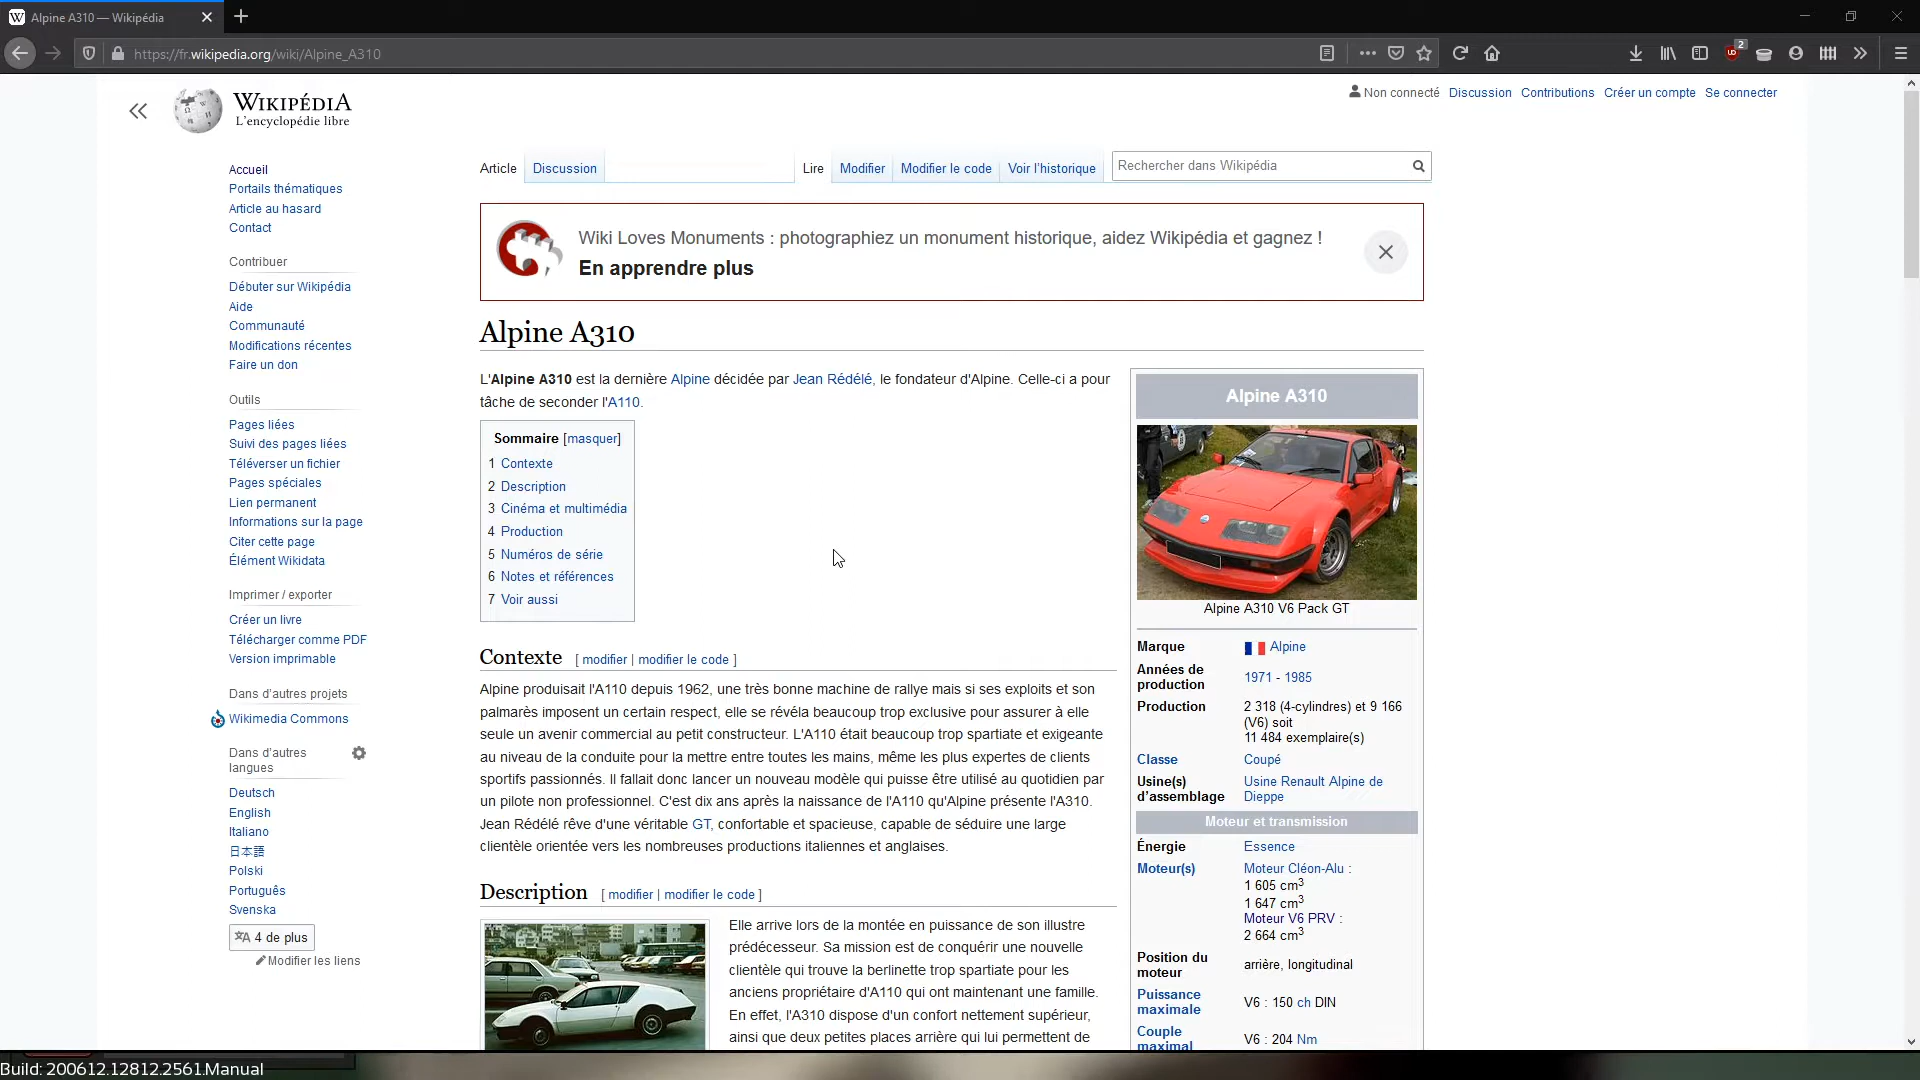 Alpine A310 — Wikipédia
https://fr.wikipedia.org/wiki/Alpine_A310
2
WIKIPÉDIA
L'encyclopédie libre
Non connecté Discussion Contributions Créer un compte Se connecter
Article Discussion Lire Modifier Modifier le code Voir l'historique Rechercher dans Wikipédia
Accueil
Portails thématiques
Article au hasard
Contact
Contribuer
Débuter sur Wikipédia
Aide
Communauté
Modifications récentes
Faire un don
Outils
Pages liées
Suivi des pages liées
Téléverser un fichier
Pages spéciales
Lien permanent
Informations sur la page
Citer cette page
Élément Wikidata
Imprimer / exporter
Créer un livre
Télécharger comme PDF
Version imprimable
Dans d'autres projets
Wikimedia Commons
Dans d'autres
langues
Deutsch
English
Italiano
日本語
Polski
Português
Svenska
4 de plus
Modifier les liens
Wiki Loves Monuments : photographiez un monument historique, aidez Wikipédia et gagnez !
En apprendre plus
Alpine A310
L'Alpine A310 est la dernière Alpine décidée par Jean Rédélé, le fondateur d'Alpine. Celle-ci a pour
tâche de seconder l'A110.
Sommaire [masquer]
1 Contexte
2 Description
3 Cinéma et multimédia
4 Production
5 Numéros de série
6 Notes et références
7 Voir aussi
Contexte [ modifier | modifier le code ]
Alpine produisait l'A110 depuis 1962, une très bonne machine de rallye mais si ses exploits et son
palmarès imposent un certain respect, elle se révéla beaucoup trop exclusive pour assurer à elle
seule un avenir commercial au petit constructeur. L'A110 était beaucoup trop spartiate et exigeante
au niveau de la conduite pour la mettre entre toutes les mains, même les plus expertes de clients
sportifs passionnés. Il fallait donc lancer un nouveau modèle qui puisse être utilisé au quotidien par
un pilote non professionnel. C'est dix ans après la naissance de l'A110 qu'Alpine présente l'A310.
Jean Rédélé rêve d'une véritable GT, confortable et spacieuse, capable de séduire une large
clientèle orientée vers les nombreuses productions italiennes et anglaises.
Description [ modifier | modifier le code ]
Elle arrive lors de la montée en puissance de son illustre
prédécesseur. Sa mission est de conquérir une nouvelle
clientèle qui trouve la berlinette trop spartiate pour les
anciens propriétaire d'A110 qui ont maintenant une famille.
En effet, l'A310 dispose d'un confort nettement supérieur,
ainsi que deux petites places arrière qui lui permettent de
Alpine A310
Alpine A310 V6 Pack GT
Marque Alpine
Années de
production 1971 - 1985
Production 2 318 (4-cylindres) et 9 166
(V6) soit
11 484 exemplaire(s)
Classe Coupé
Usine(s) Usine Renault Alpine de
d'assemblage Dieppe
Moteur et transmission
Énergie Essence
Moteur(s) Moteur Cléon-Alu :
1 605 cm³
1 647 cm³
Moteur V6 PRV :
2 664 cm³
Position du
moteur arrière, longitudinal
Puissance
maximale V6 : 150 ch DIN
Couple
maximal V6 : 204 Nm
Build: 200612.12812.2561.Manual